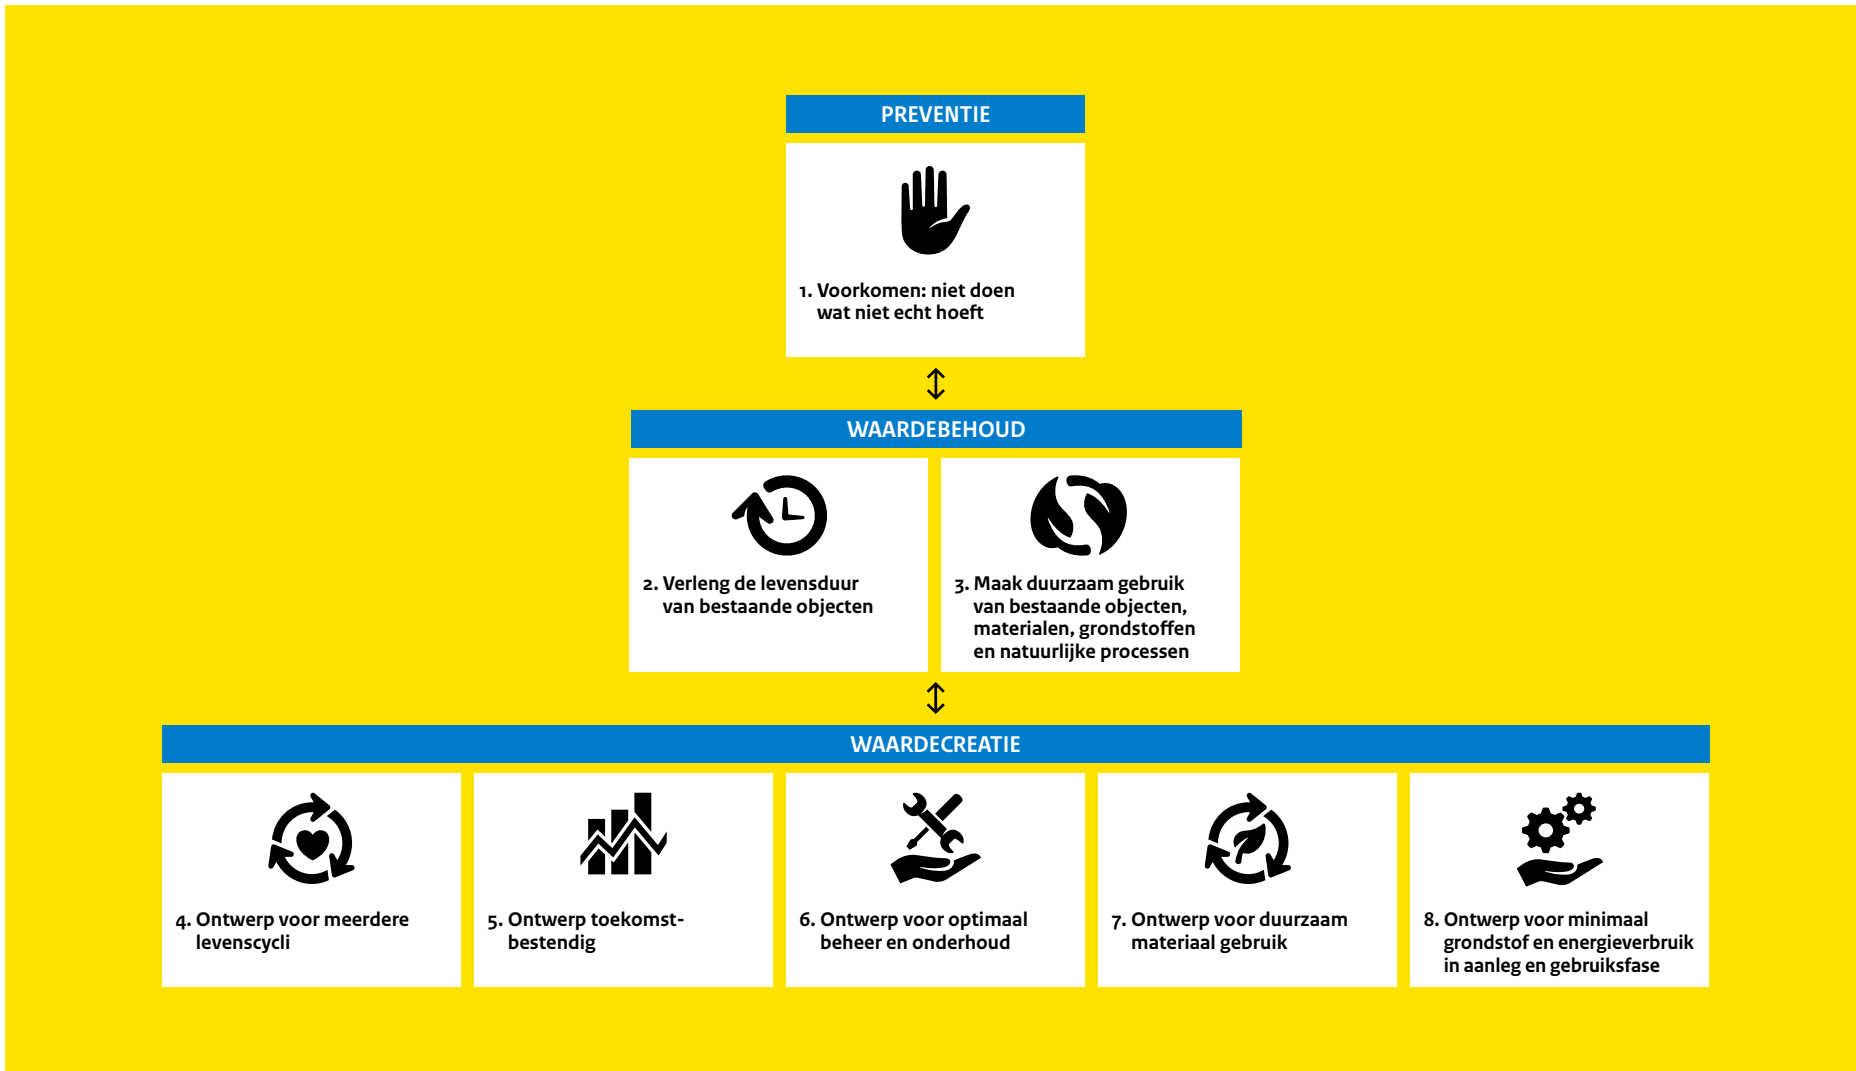 PREVENTIE
1. Voorkomen: niet doen
wat niet echt hoeft
WAARDEBEHOUD
2. Verleng de levensduur
van bestaande objecten
3. Maak duurzaam gebruik
van bestaande objecten,
materialen, grondstoffen
en natuurlijke processen
WAARDECREATIE
4. Ontwerp voor meerdere
levenscycli
5. Ontwerp toekomst-
bestendig
6. Ontwerp voor optimaal
beheer en onderhoud
7. Ontwerp voor duurzaam
materiaal gebruik
8. Ontwerp voor minimaal
grondstof en energieverbruik
in aanleg en gebruiksfase